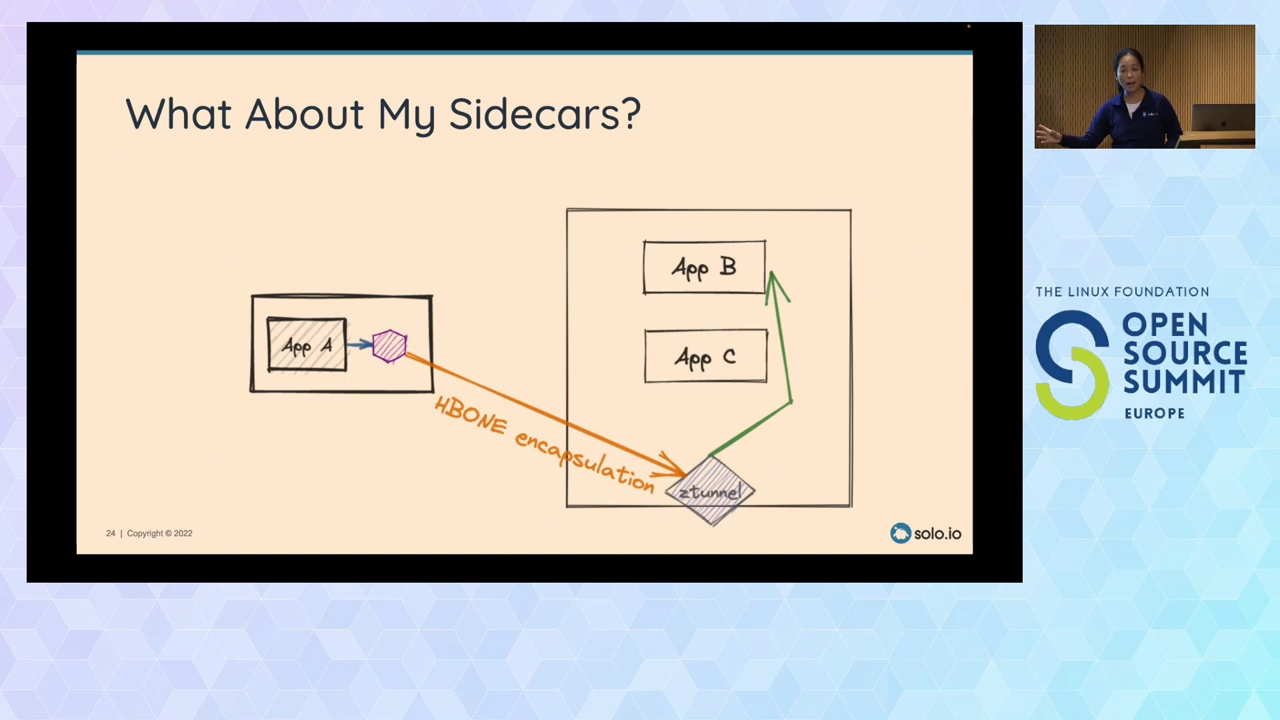 What About My Sidecars?
App A
HBONE encapsulation
App B
App C
ztunnel
24 | Copyright © 2022
solo.io
THE LINUX FOUNDATION
OPEN
SOURCE
SUMMIT
EUROPE